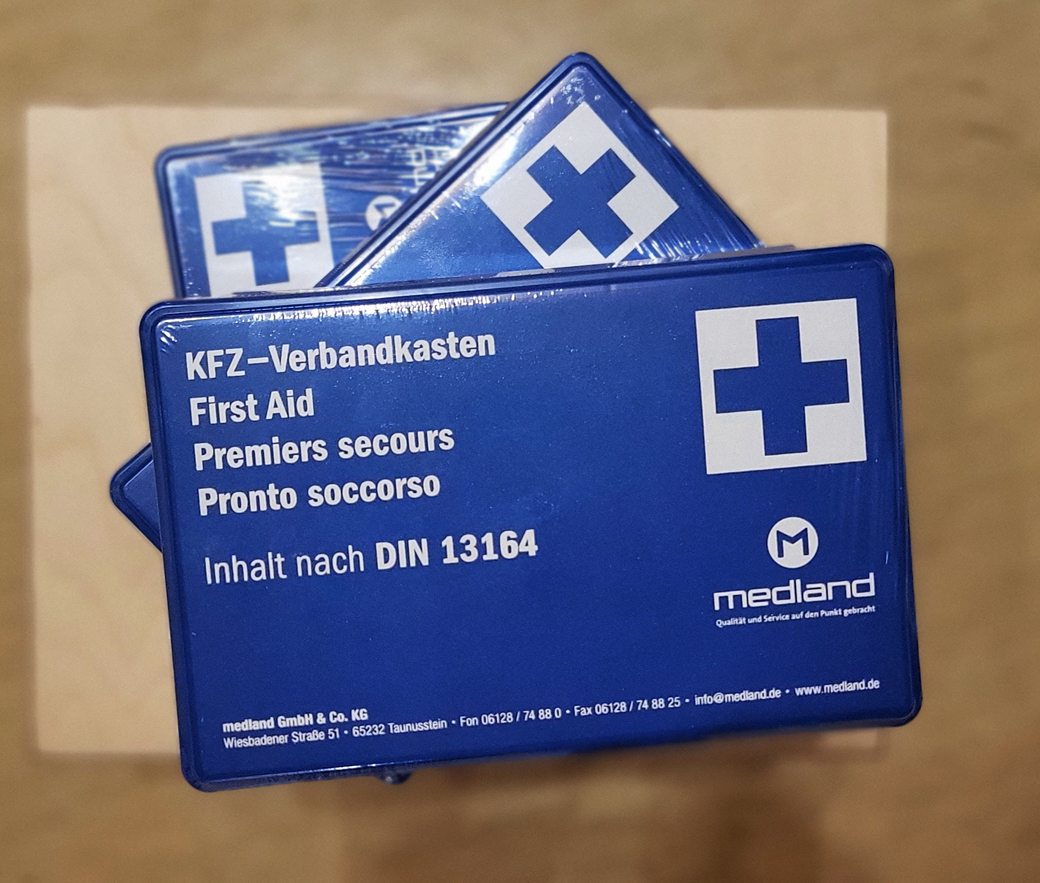 KFZ–Verbandkasten
First Aid
Premiers secours
Pronto soccorso
Inhalt nach DIN 13164
M
medland
Qualität und Service auf den Punkt gebracht
medland GmbH & Co. KG
Wiesbadener Straße 51 • 65232 Taunusstein • Fon 06128 / 74 88 0 • Fax 06128 / 74 88 25 • info@medland.de • www.medland.de